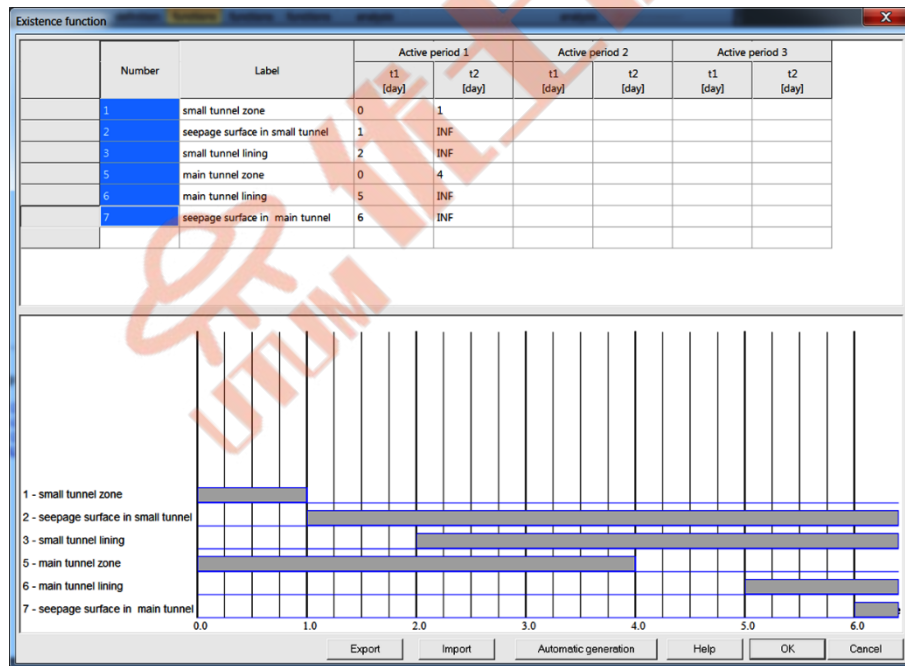 Existence function
Active period 1 Active period 2 Active period 3
Number Label t1 [day] t2 [day] t1 [day] t2 [day] t1 [day] t2 [day]
1 small tunnel zone 0 1
2 seepage surface in small tunnel 1 INF
3 small tunnel lining 2 INF
5 main tunnel zone 0 4
6 main tunnel lining 5 INF
7 seepage surface in main tunnel 6 INF
1 - small tunnel zone
2 - seepage surface in small tunnel
3 - small tunnel lining
5 - main tunnel zone
6 - main tunnel lining
7 - seepage surface in main tunnel
0.0 1.0 2.0 3.0 4.0 5.0 6.0
Export Import Automatic generation Help OK Cancel
UTUM